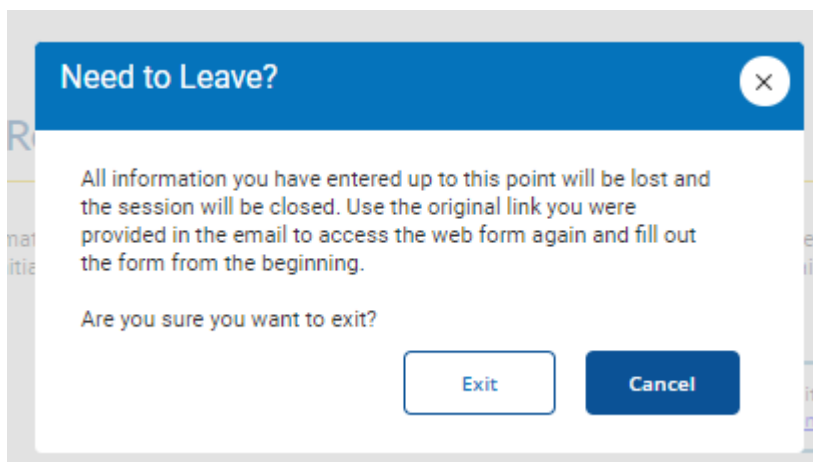 Need to Leave?
All information you have entered up to this point will be lost and
the session will be closed. Use the original link you were
provided in the email to access the web form again and fill out
the form from the beginning.
Are you sure you want to exit?
Exit
Cancel